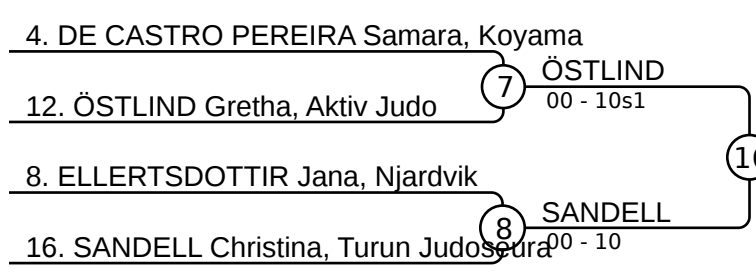 4. DE CASTRO PEREIRA Samara, Koyama
7
ÖSTLIND
00 - 10s1
12. ÖSTLIND Gretha, Aktiv Judo
8. ELLERTSDOTTIR Jana, Njardvik
8
SANDELL
00 - 10
16. SANDELL Christina, Turun Judoseura